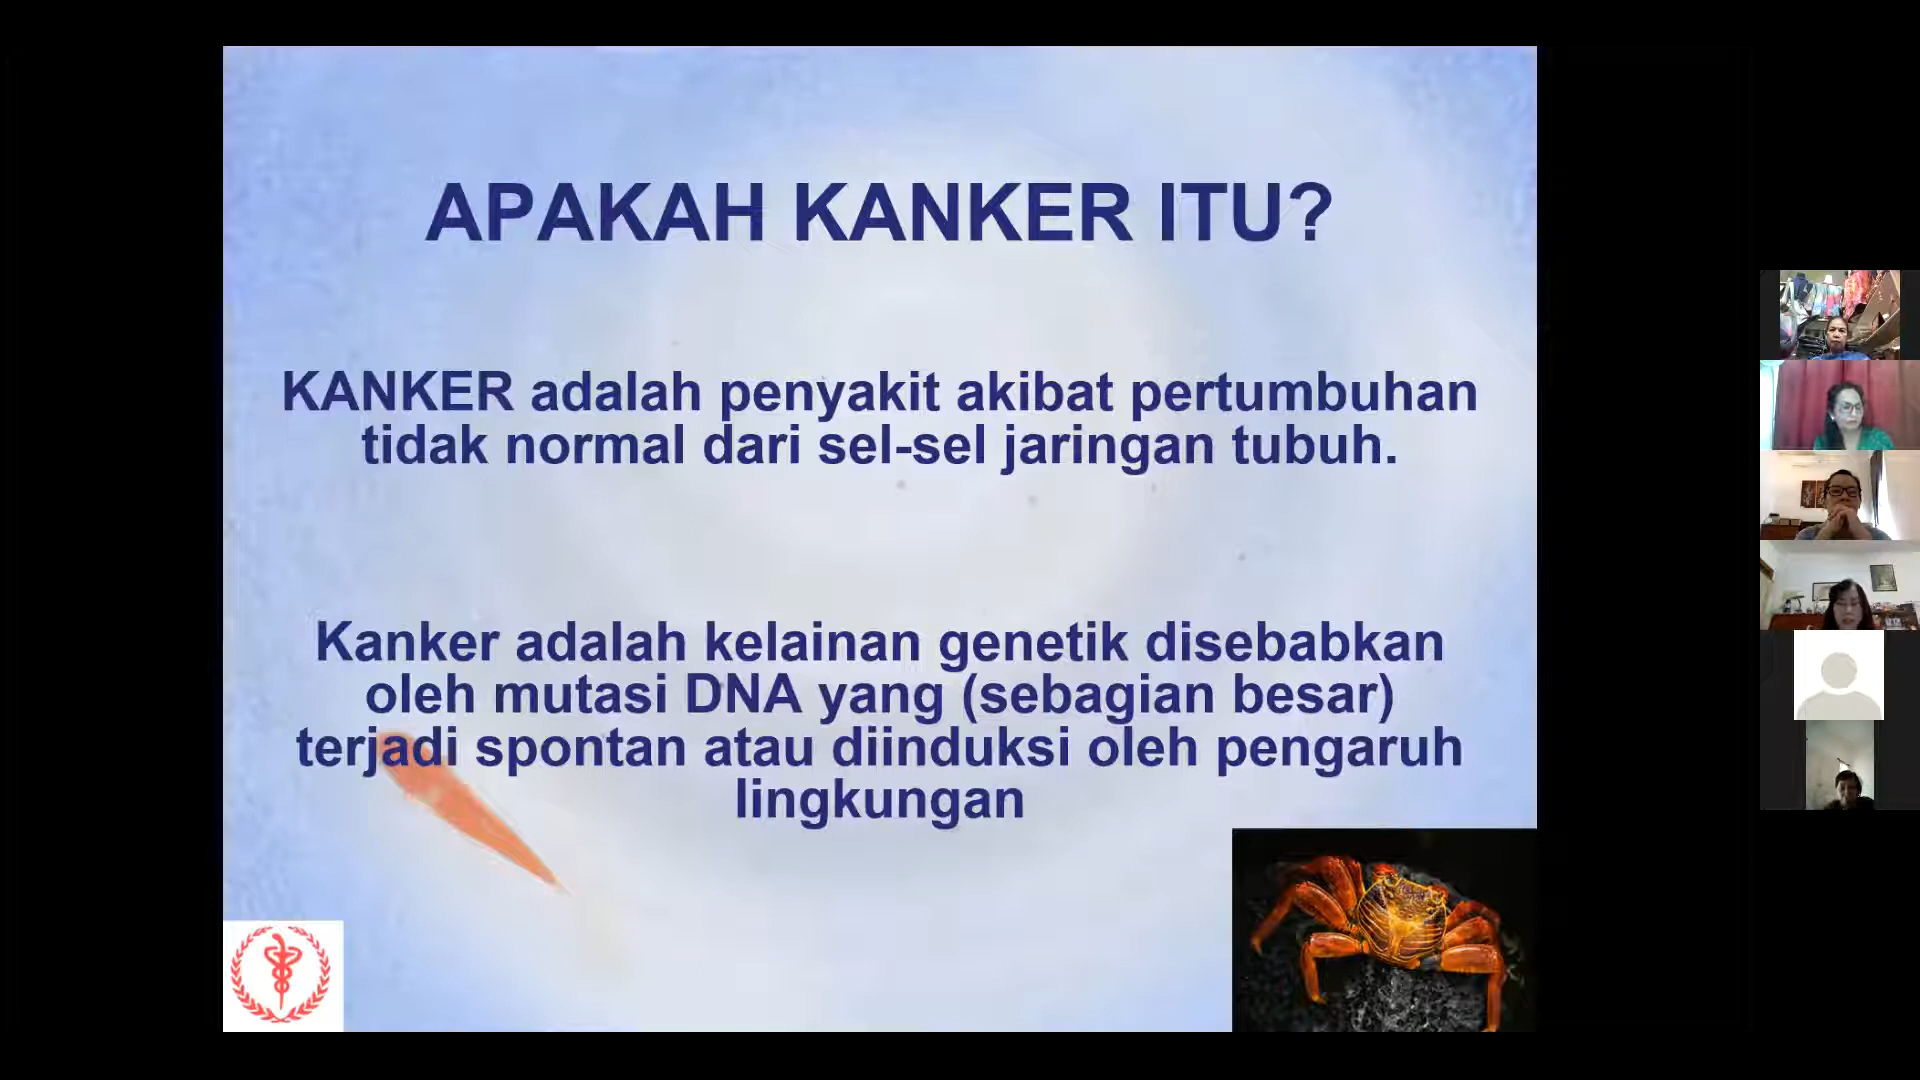 APAKAH KANKER ITU?
KANKER adalah penyakit akibat pertumbuhan
tidak normal dari sel-sel jaringan tubuh.
Kanker adalah kelainan genetik disebabkan
oleh mutasi DNA yang (sebagian besar)
terjadi spontan atau diinduksi oleh pengaruh
lingkungan